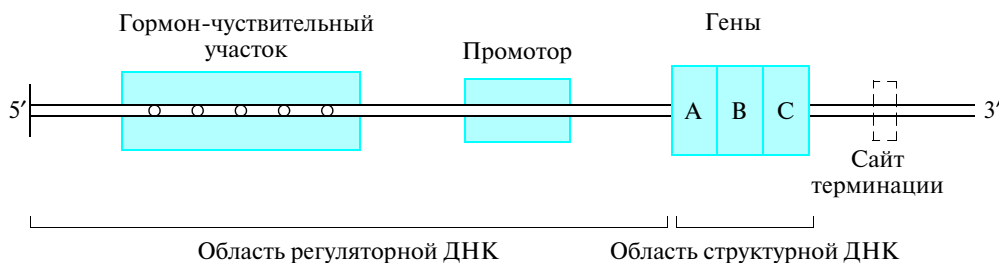 Гормон-чуствительный
участок
Промотор
Гены
5′
A
B
C
3′
Сайт
терминации
Область регуляторной ДНК
Область структурной ДНК